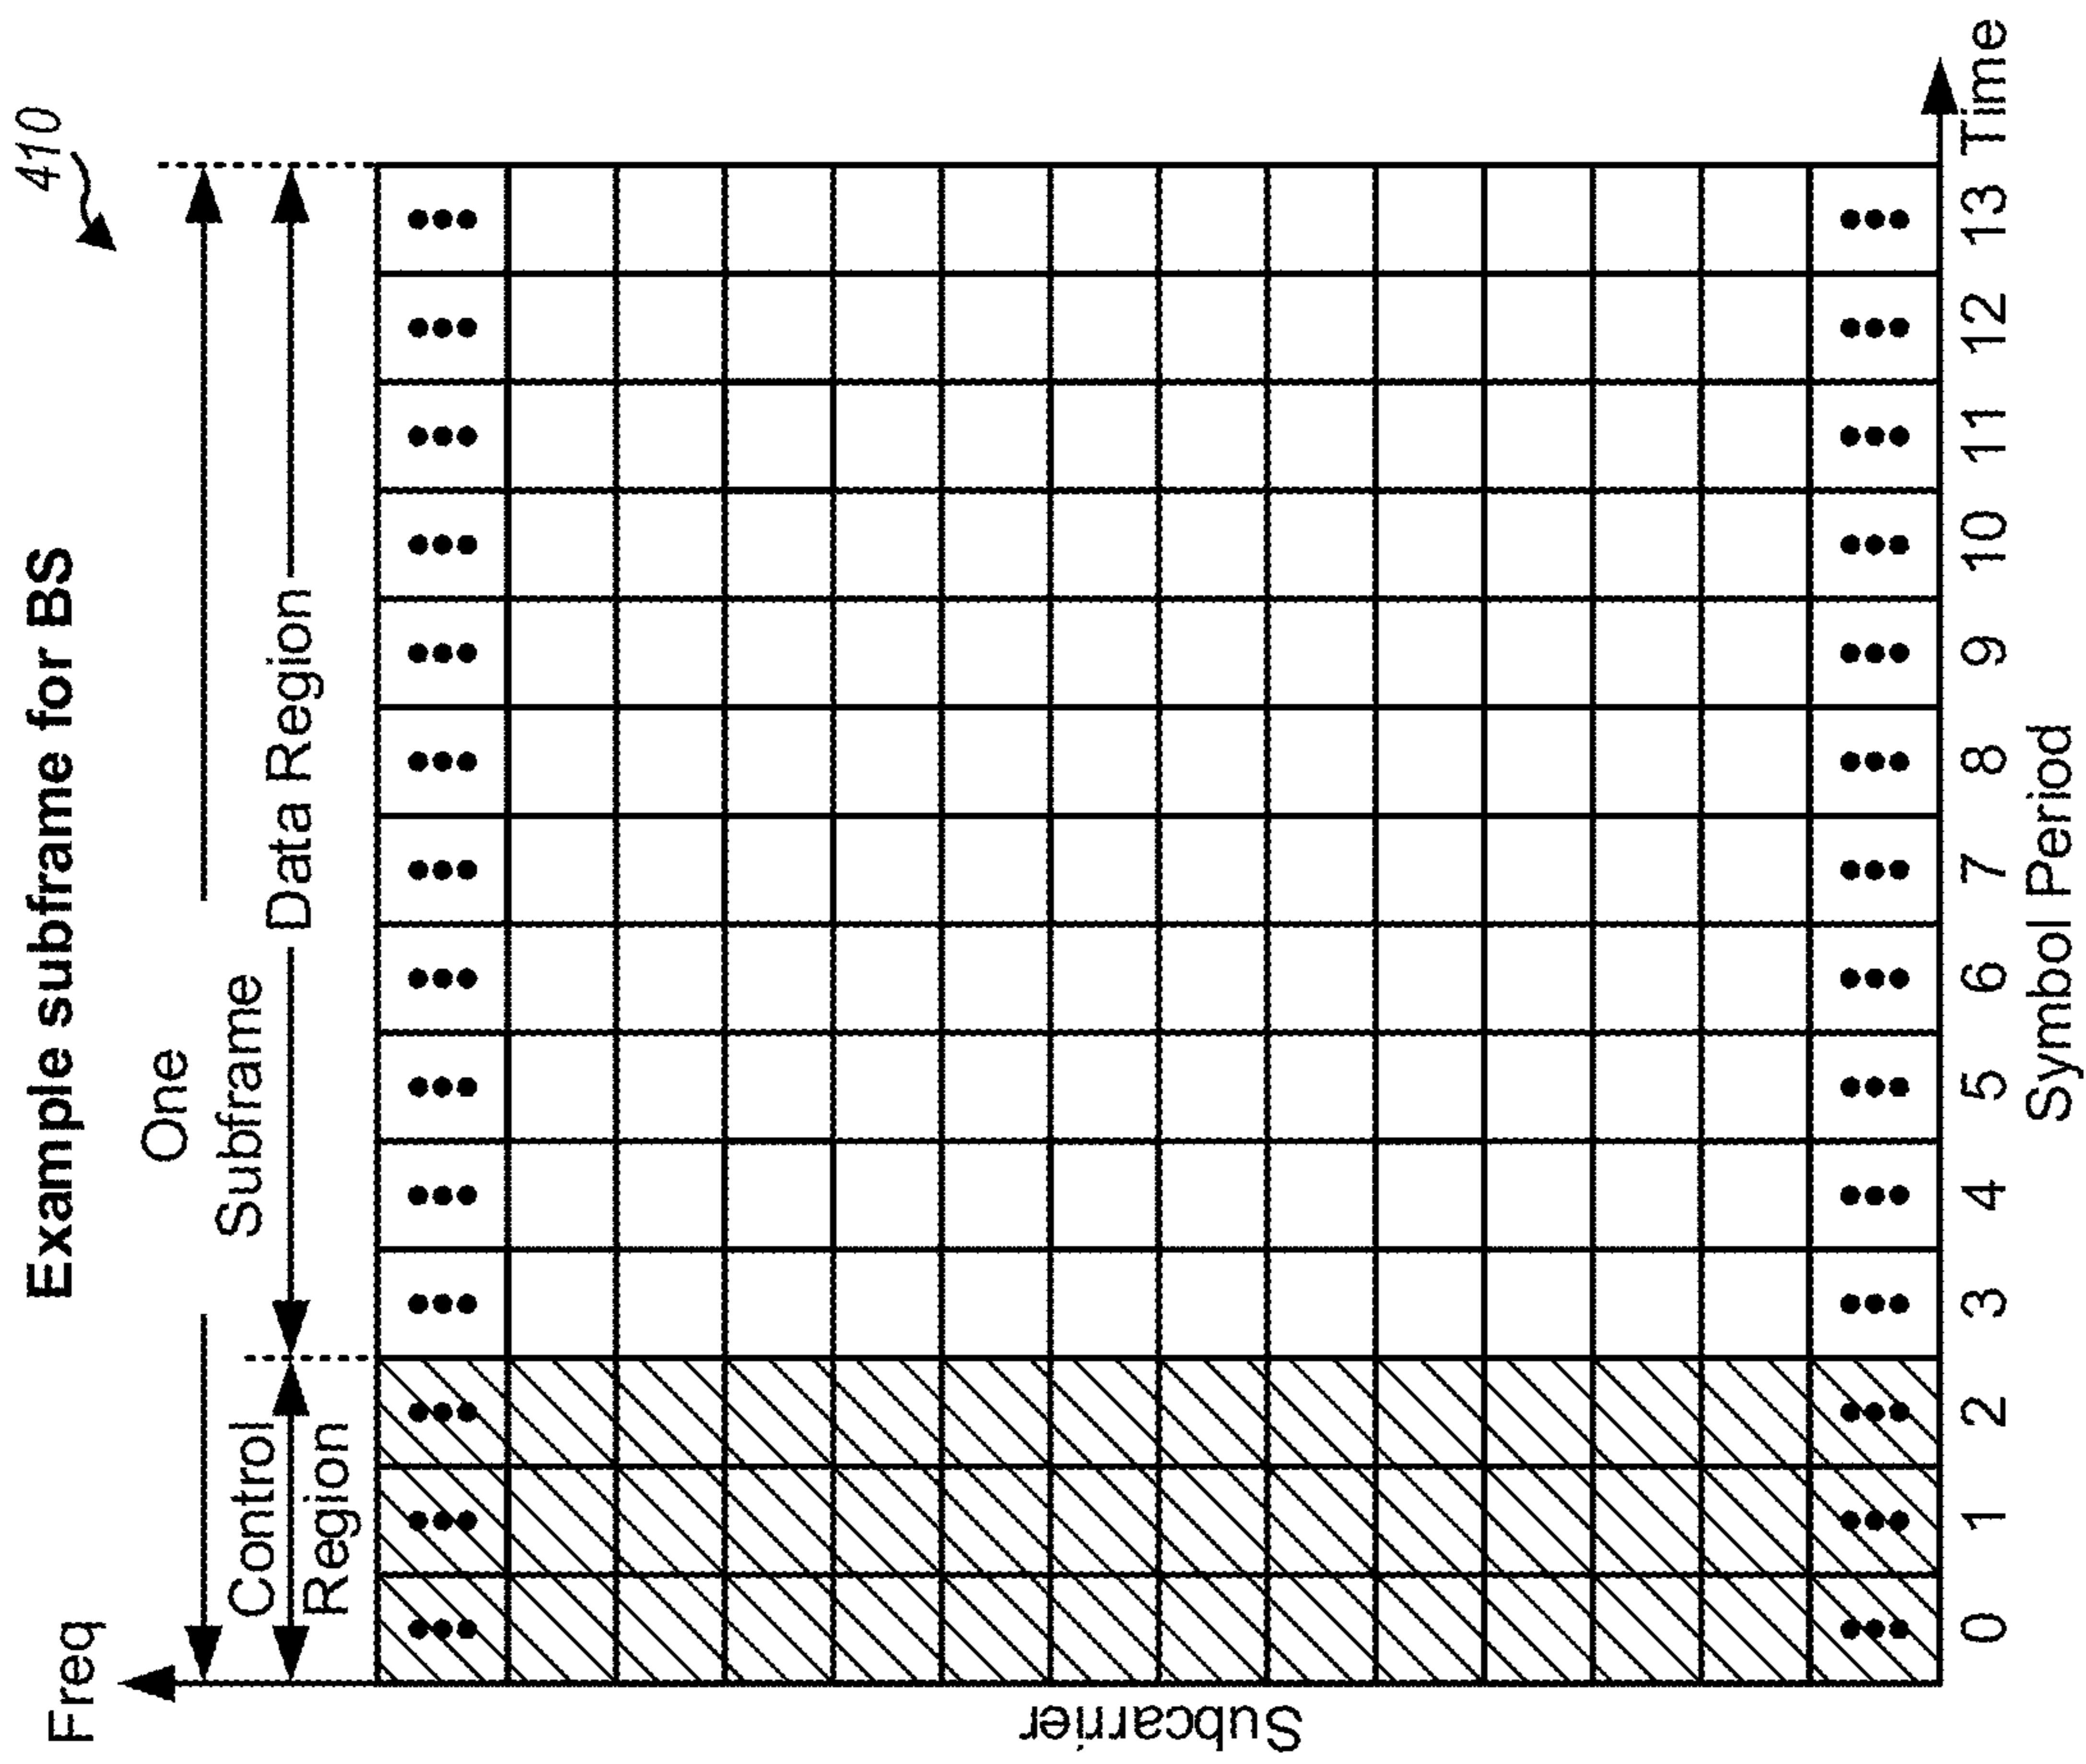 Example subframe for BS
410
Freq
One
Subframe
Control
Region
Data Region
Subcarrier
0 1 2 3 4 5 6 7 8 9 10 11 12 13 Time
Symbol Period